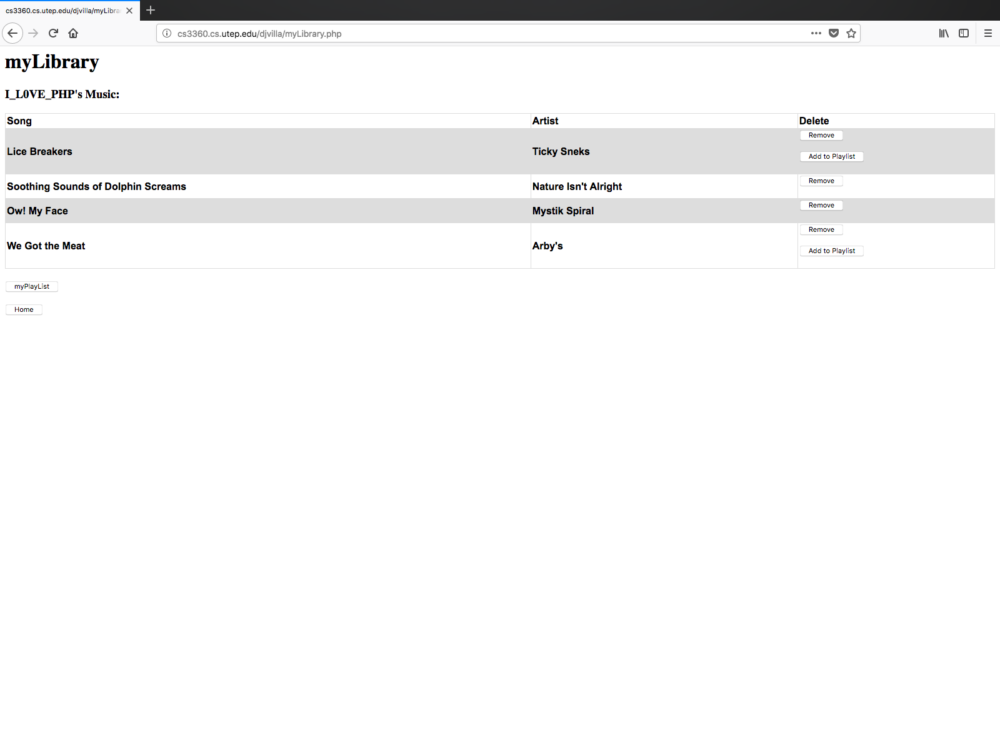 cs3360.cs.utep.edu/djvilla/myLibra
cs3360.cs.utep.edu/djvilla/myLibrary.php
myLibrary
I_L0VE_PHP's Music:
Song Artist Delete
Remove
Lice Breakers Ticky Sneks
Add to Playlist
Soothing Sounds of Dolphin Screams Nature Isn't Alright Remove
Ow! My Face Mystik Spiral Remove
Remove
We Got the Meat Arby's
Add to Playlist
myPlayList
Home